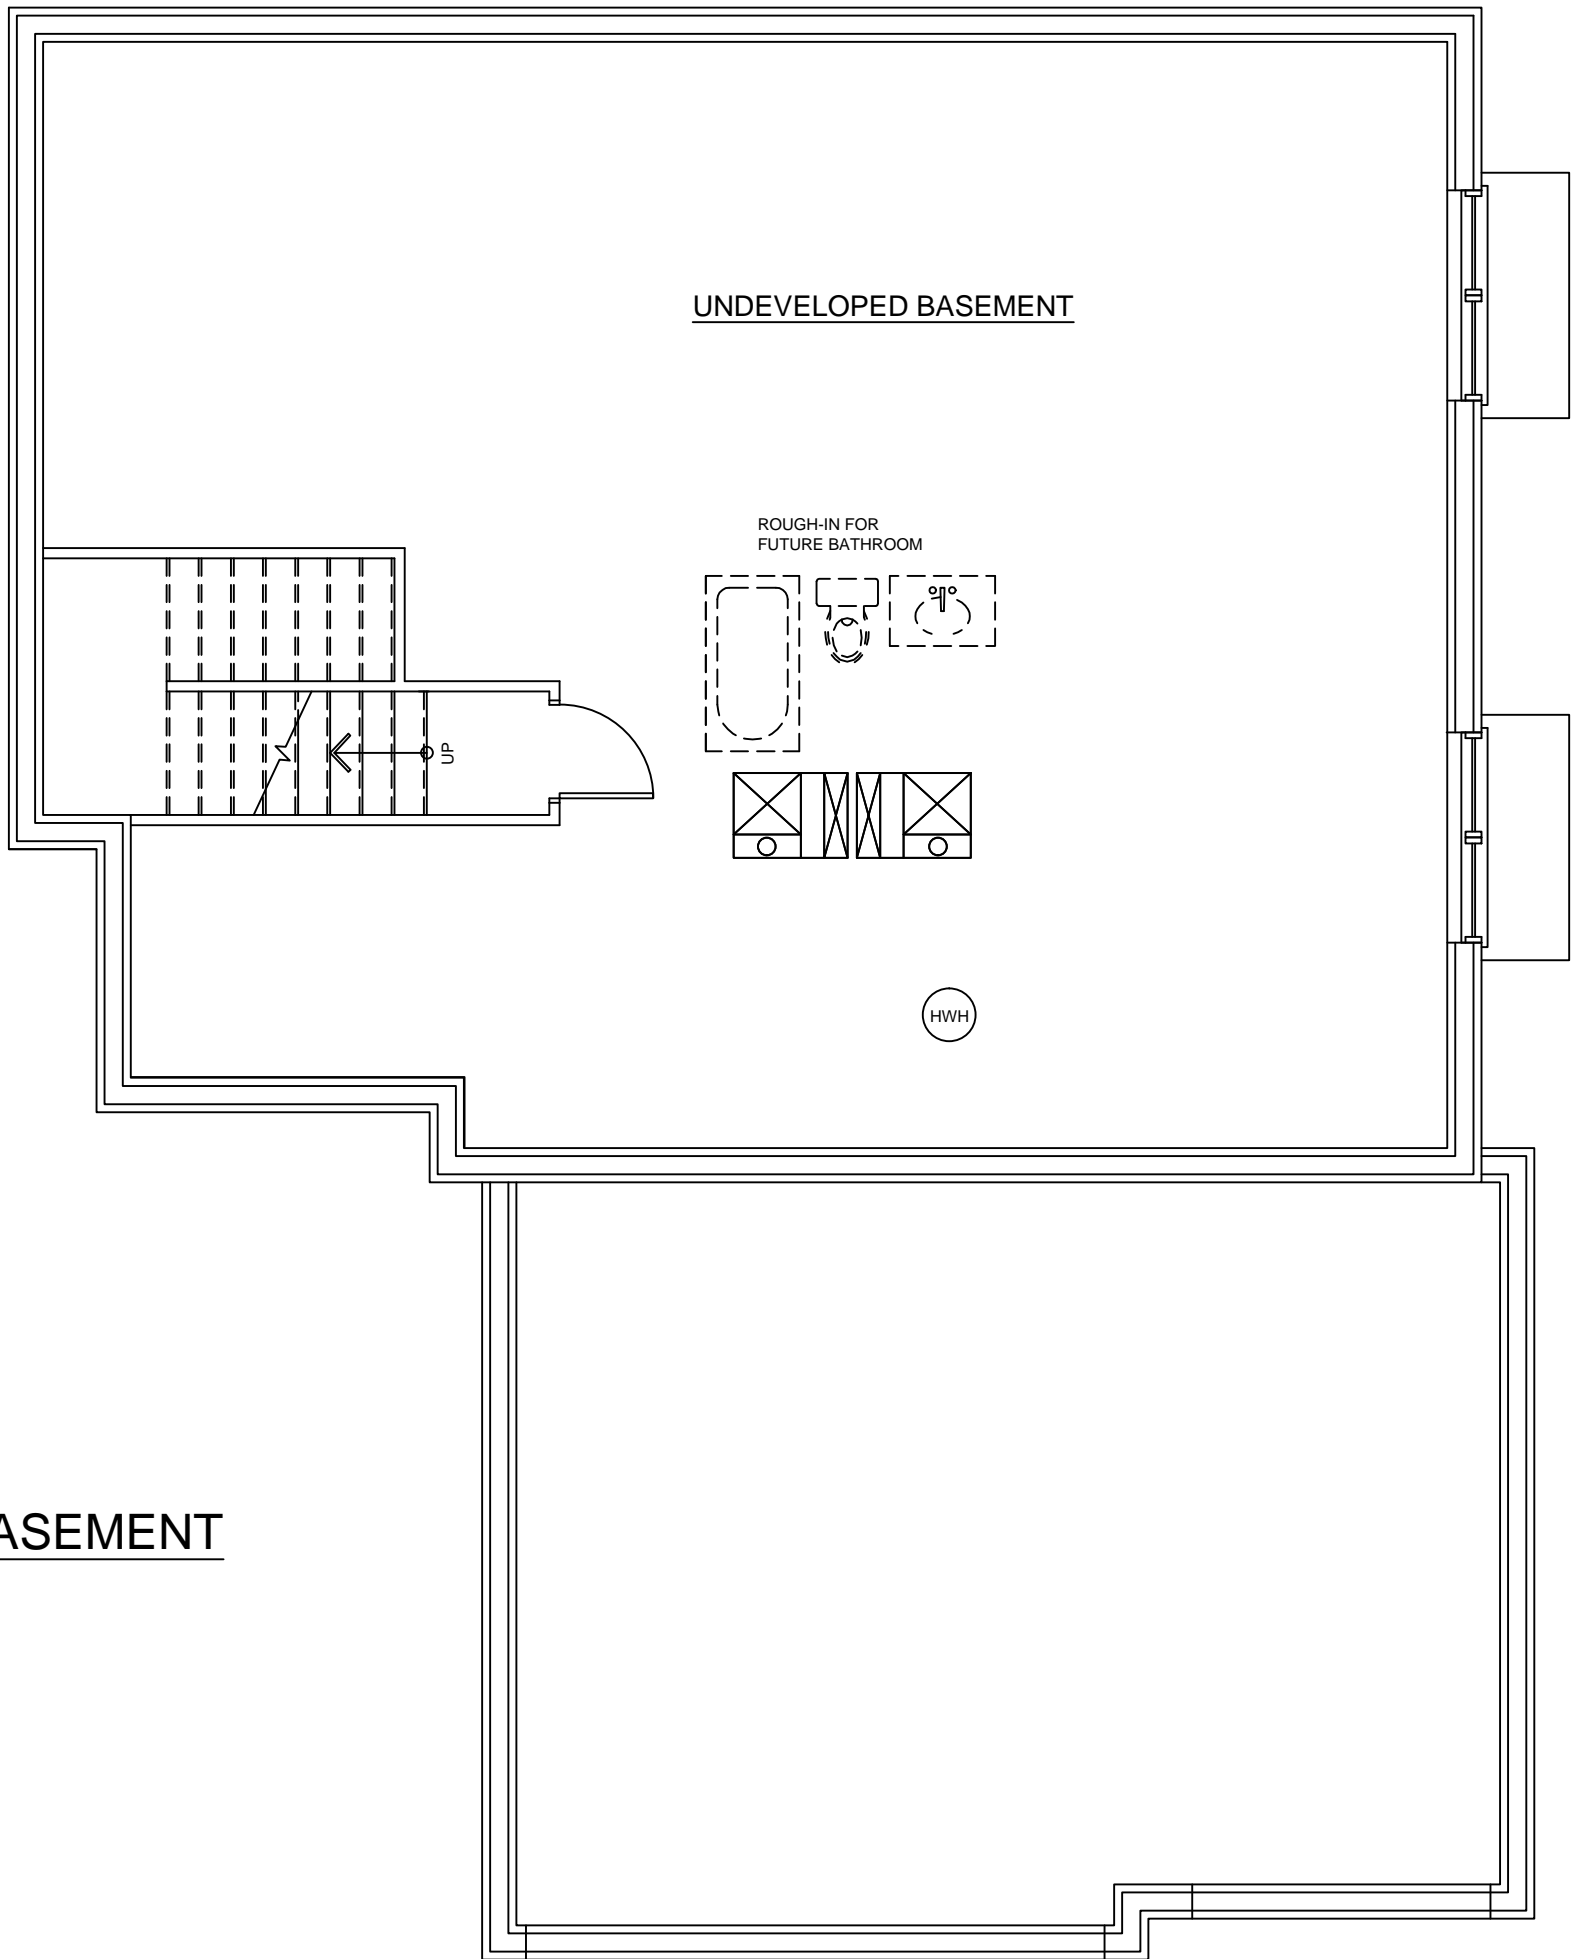 UNDEVELOPED BASEMENT
ROUGH-IN FOR
FUTURE BATHROOM
UP
HWH
ASEMENT